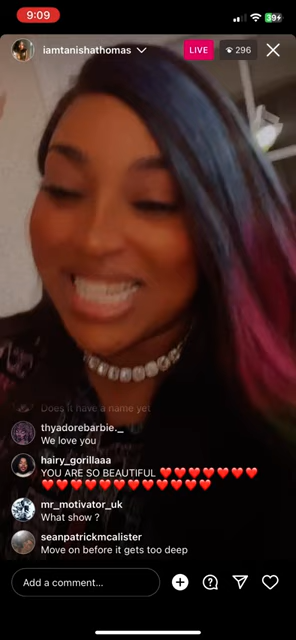 9:09
39
iamtanishathomas
LIVE
296
Does it have a name yet
thyadorebarbie._
We love you
hairy_gorillaaa
YOU ARE SO BEAUTIFUL ❤️❤️❤️❤️❤️❤️❤️
❤️❤️❤️❤️❤️❤️❤️❤️❤️❤️❤️❤️
mr_motivator_uk
What show ?
seanpatrickmcalister
Move on before it gets too deep
Add a comment...